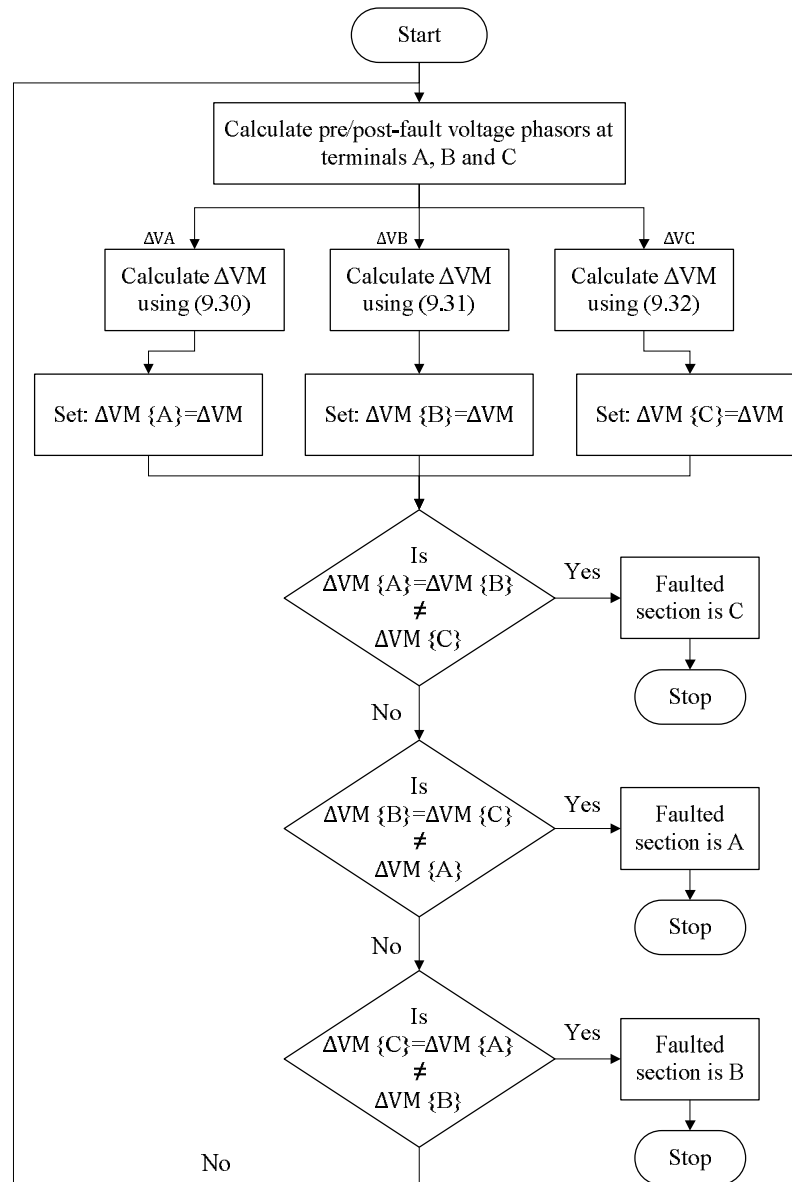 Start
Calculate pre/post-fault voltage phasors at
terminals A, B and C
ΔVA
ΔVB
ΔVC
Calculate ΔVM
using (9.30)
Calculate ΔVM
using (9.31)
Calculate ΔVM
using (9.32)
Set: ΔVM {A}=ΔVM
Set: ΔVM {B}=ΔVM
Set: ΔVM {C}=ΔVM
Is
ΔVM {A}=ΔVM {B}
≠
ΔVM {C}
Yes
Faulted
section is C
Stop
No
Is
ΔVM {B}=ΔVM {C}
≠
ΔVM {A}
Yes
Faulted
section is A
Stop
No
Is
ΔVM {C}=ΔVM {A}
≠
ΔVM {B}
Yes
Faulted
section is B
Stop
No